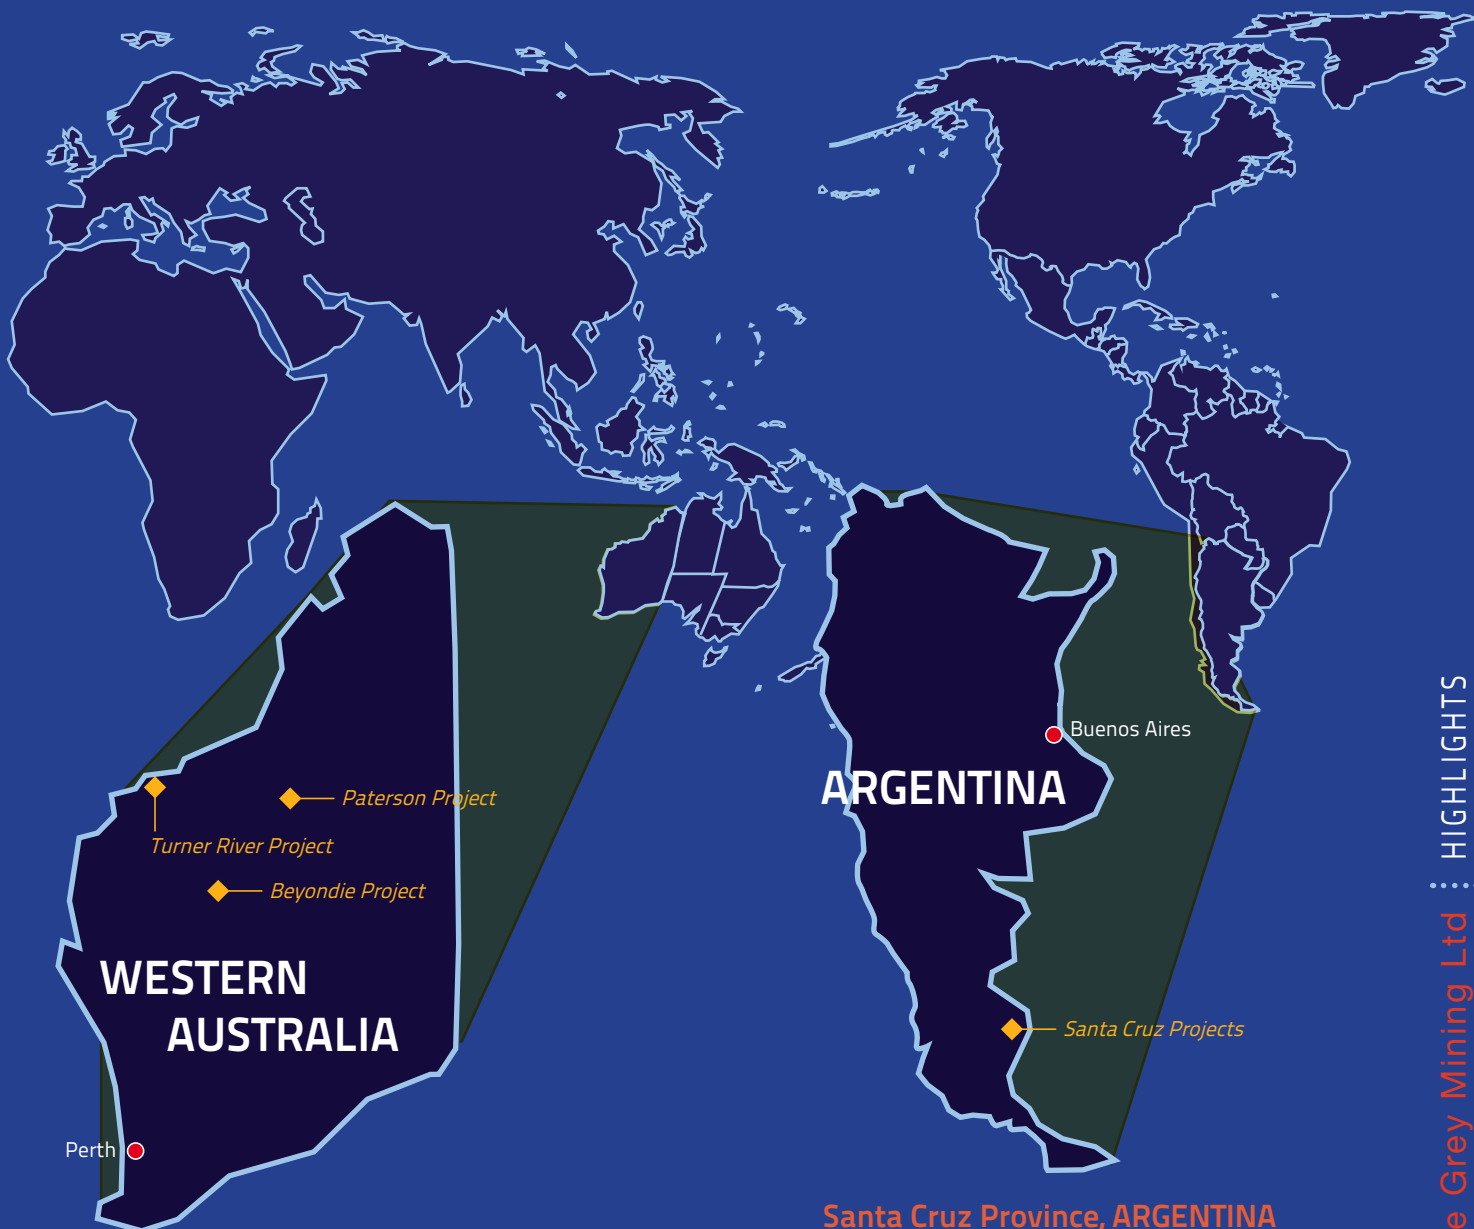 Buenos Aires
ARGENTINA
Paterson Project
Turner River Project
Beyondie Project
WESTERN
AUSTRALIA
Santa Cruz Projects
Perth
Santa Cruz Province, ARGENTINA
e Grey Mining Ltd HIGHLIGHTS